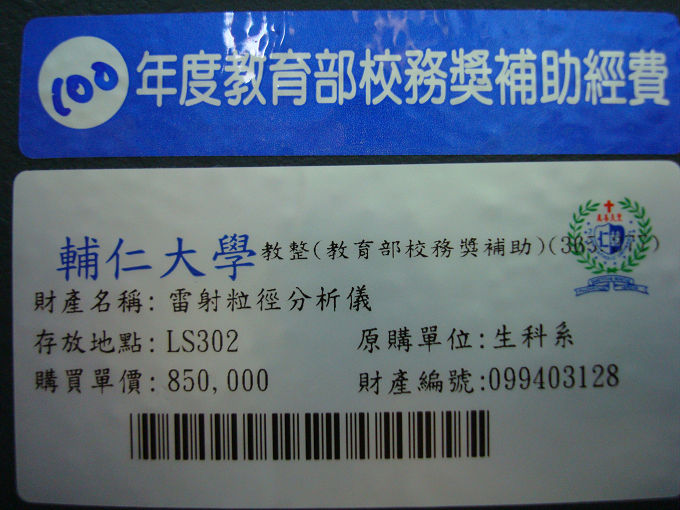 100年度教育部校務獎補助經費
輔仁大學教整(教育部校務獎補助)
財產名稱: 雷射粒徑分析儀
存放地點: LS302 原購單位: 生科系
購買單價: 850,000 財產編號:099403128